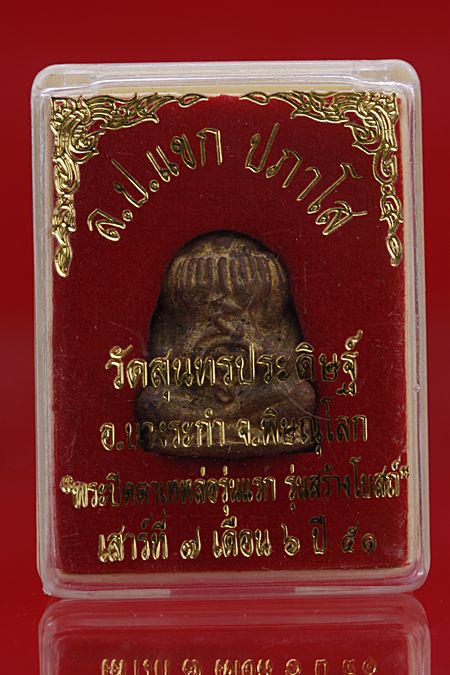 ล.ป.แขก ปภาโส
วัดสุนทรประดิษฐ์
อ.บางระกำ จ.พิษณุโลก
"พระปิดตาเทหล่อรุ่นแรก รุ่นสร้างโบสถ์"
เสาร์ที่ ๗ เดือน ๖ ปี ๕๑